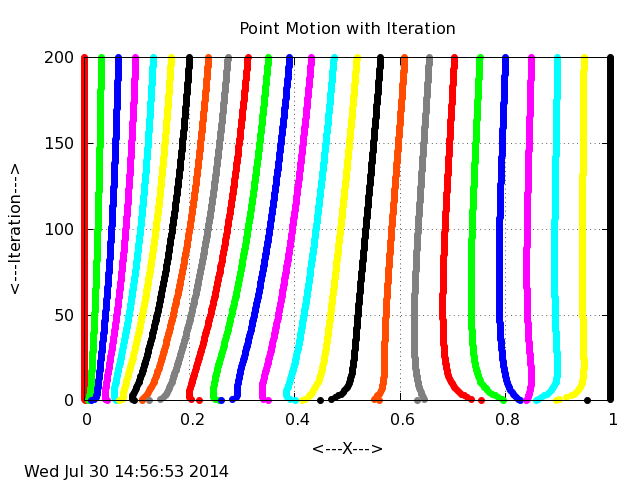 Point Motion with Iteration
200
150
100
50
0
<---Iteration--->
0 0.2 0.4 0.6 0.8 1
<---X--->
Wed Jul 30 14:56:53 2014